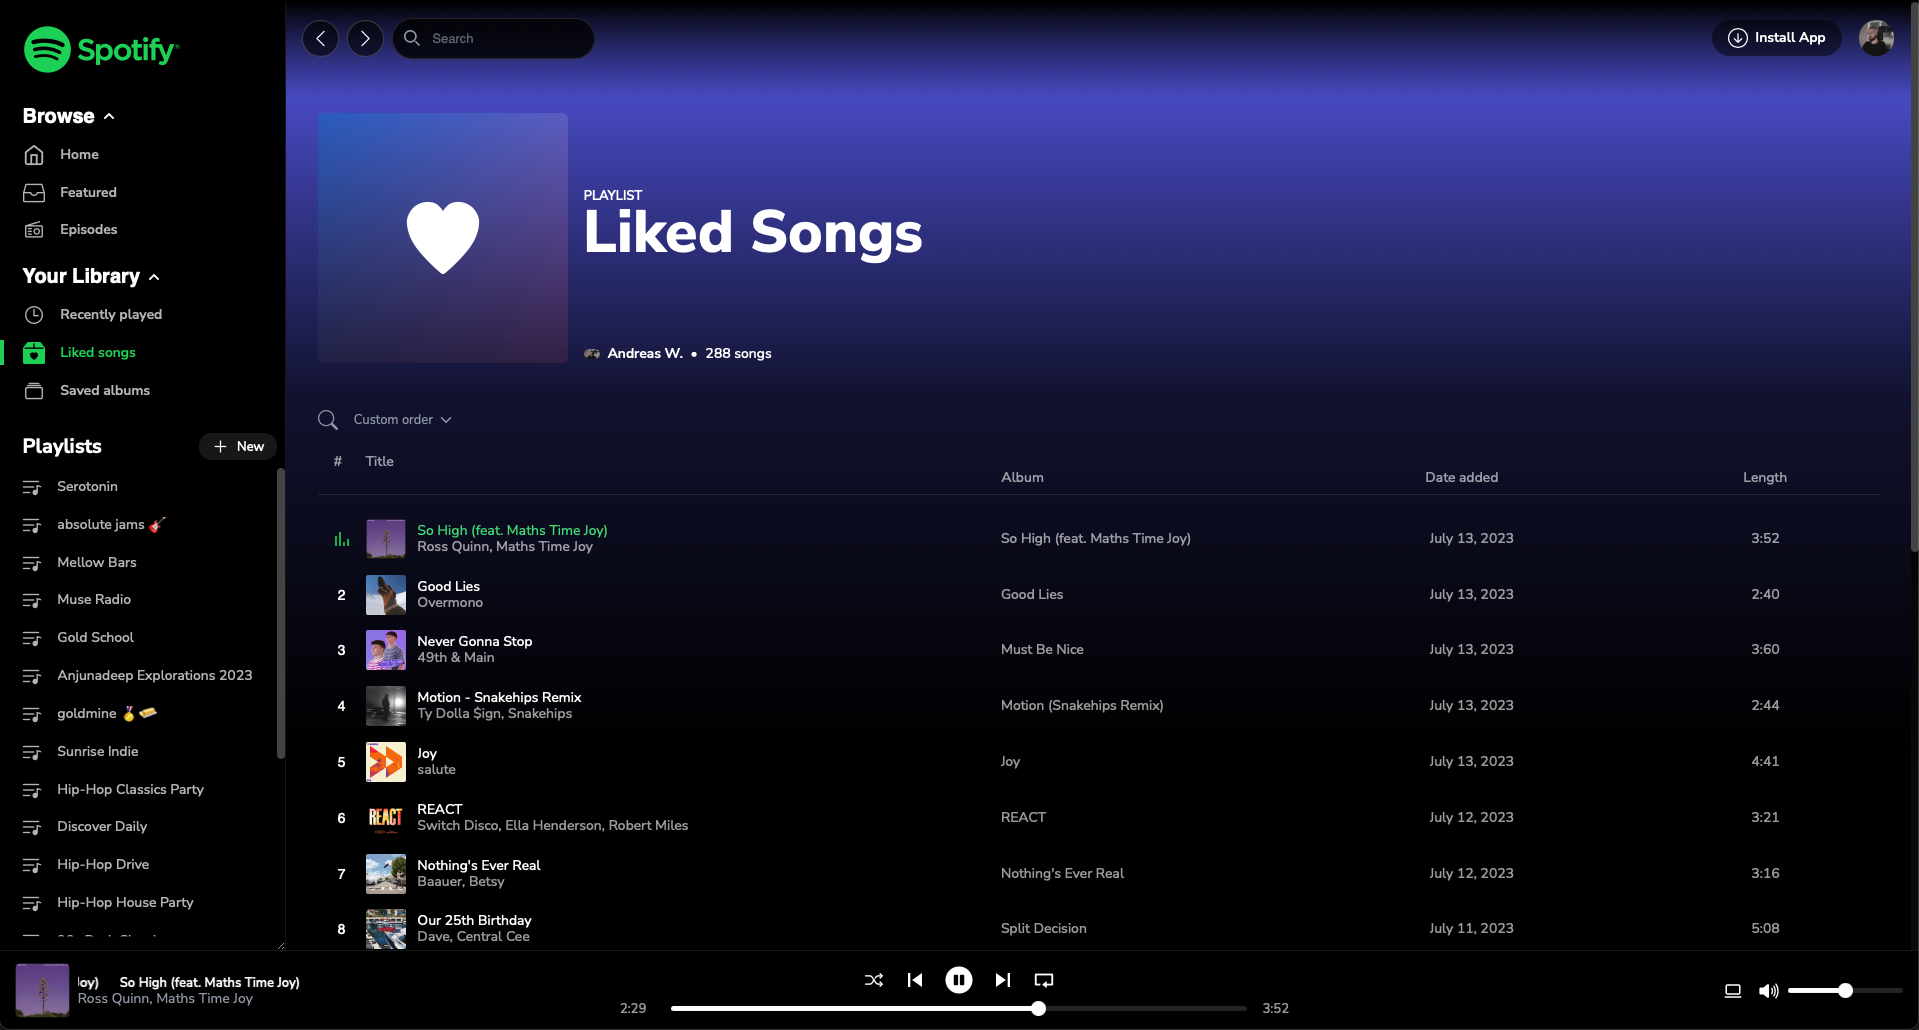 Spotify
Browse
Home
Featured
Episodes
Your Library
Recently played
Liked songs
Saved albums
Playlists
New
Serotonin
absolute jams 🎸
Mellow Bars
Muse Radio
Gold School
Anjunadeep Explorations 2023
goldmine 🏅
Sunrise Indie
Hip-Hop Classics Party
Discover Daily
Hip-Hop Drive
Hip-Hop House Party
Search
Install App
PLAYLIST
Liked Songs
Andreas W. • 288 songs
Custom order
# Title Album Date added Length
So High (feat. Maths Time Joy)
Ross Quinn, Maths Time Joy
So High (feat. Maths Time Joy) July 13, 2023 3:52
2 Good Lies
Overmono
Good Lies July 13, 2023 2:40
3 Never Gonna Stop
49th & Main
Must Be Nice July 13, 2023 3:60
4 Motion - Snakehips Remix
Ty Dolla $ign, Snakehips
Motion (Snakehips Remix) July 13, 2023 2:44
5 Joy
salute
Joy July 13, 2023 4:41
REACT
6 REACT
Switch Disco, Ella Henderson, Robert Miles
REACT July 12, 2023 3:21
7 Nothing's Ever Real
Baauer, Betsy
Nothing's Ever Real July 12, 2023 3:16
8 Our 25th Birthday
Dave, Central Cee
Split Decision July 11, 2023 5:08
Joy) So High (feat. Maths Time Joy)
Ross Quinn, Maths Time Joy
2:29 3:52